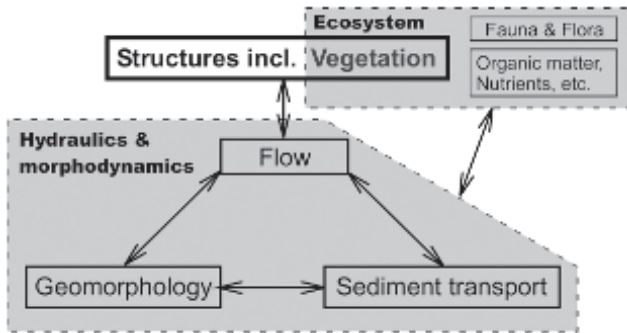 Ecosystem
Fauna & Flora
Structures incl. Vegetation
Organic matter,
Nutrients, etc.
Hydraulics &
morphodynamics
Flow
Geomorphology
Sediment transport